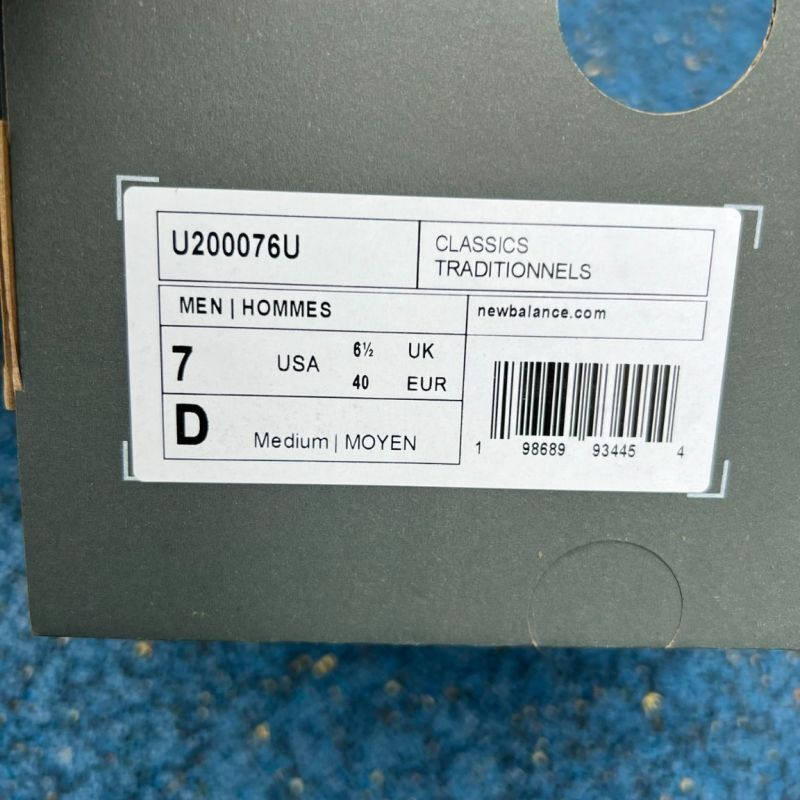 U200076U
CLASSICS
TRADITIONNELS
MEN | HOMMES
newbalance.com
7 USA 6½ UK
40 EUR
D Medium | MOYEN
1 98689 93445 4